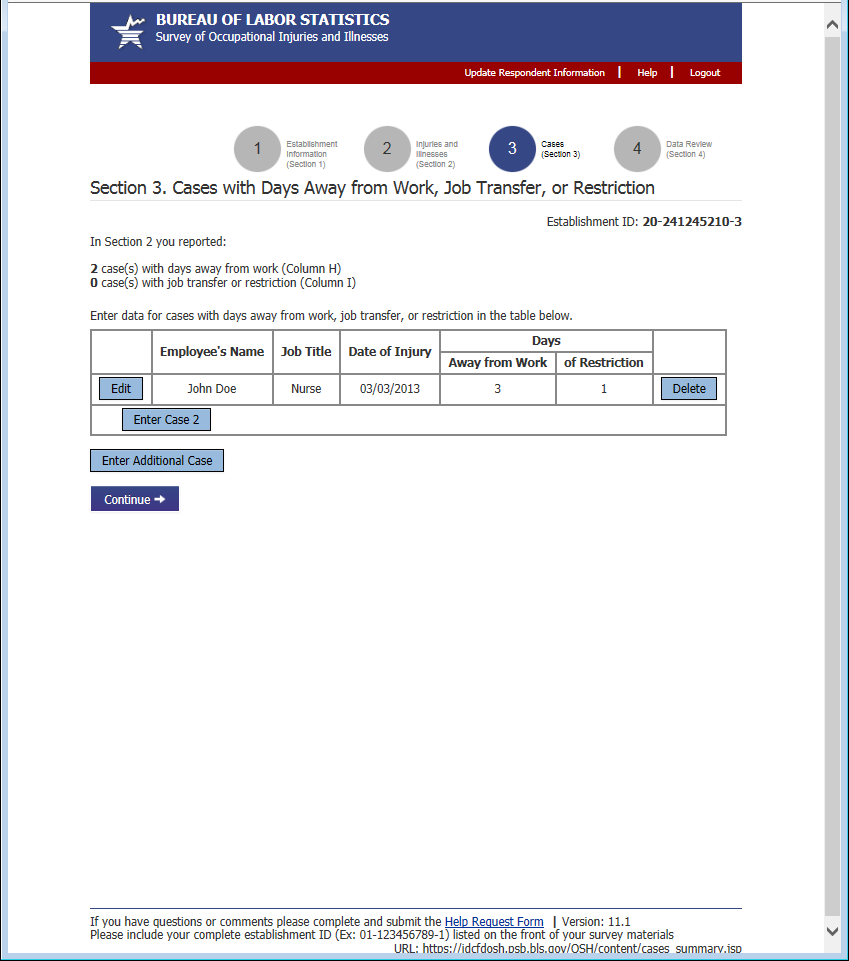 BUREAU OF LABOR STATISTICS
Survey of Occupational Injuries and Illnesses
Update Respondent Information | Help | Logout
1 Establishment Information (Section 1)
2 Injuries and Illnesses (Section 2)
3 Cases (Section 3)
4 Data Review (Section 4)
Section 3. Cases with Days Away from Work, Job Transfer, or Restriction
Establishment ID: 20-241245210-3
In Section 2 you reported:
2 case(s) with days away from work (Column H)
0 case(s) with job transfer or restriction (Column I)
Enter data for cases with days away from work, job transfer, or restriction in the table below.
Employee's Name Job Title Date of Injury Days
Away from Work of Restriction
Edit John Doe Nurse 03/03/2013 3 1 Delete
Enter Case 2
Enter Additional Case
Continue
If you have questions or comments please complete and submit the Help Request Form | Version: 11.1
Please include your complete establishment ID (Ex: 01-123456789-1) listed on the front of your survey materials
URL: https://idcfdosh.psb.bls.gov/OSH/content/cases_summary.jsp